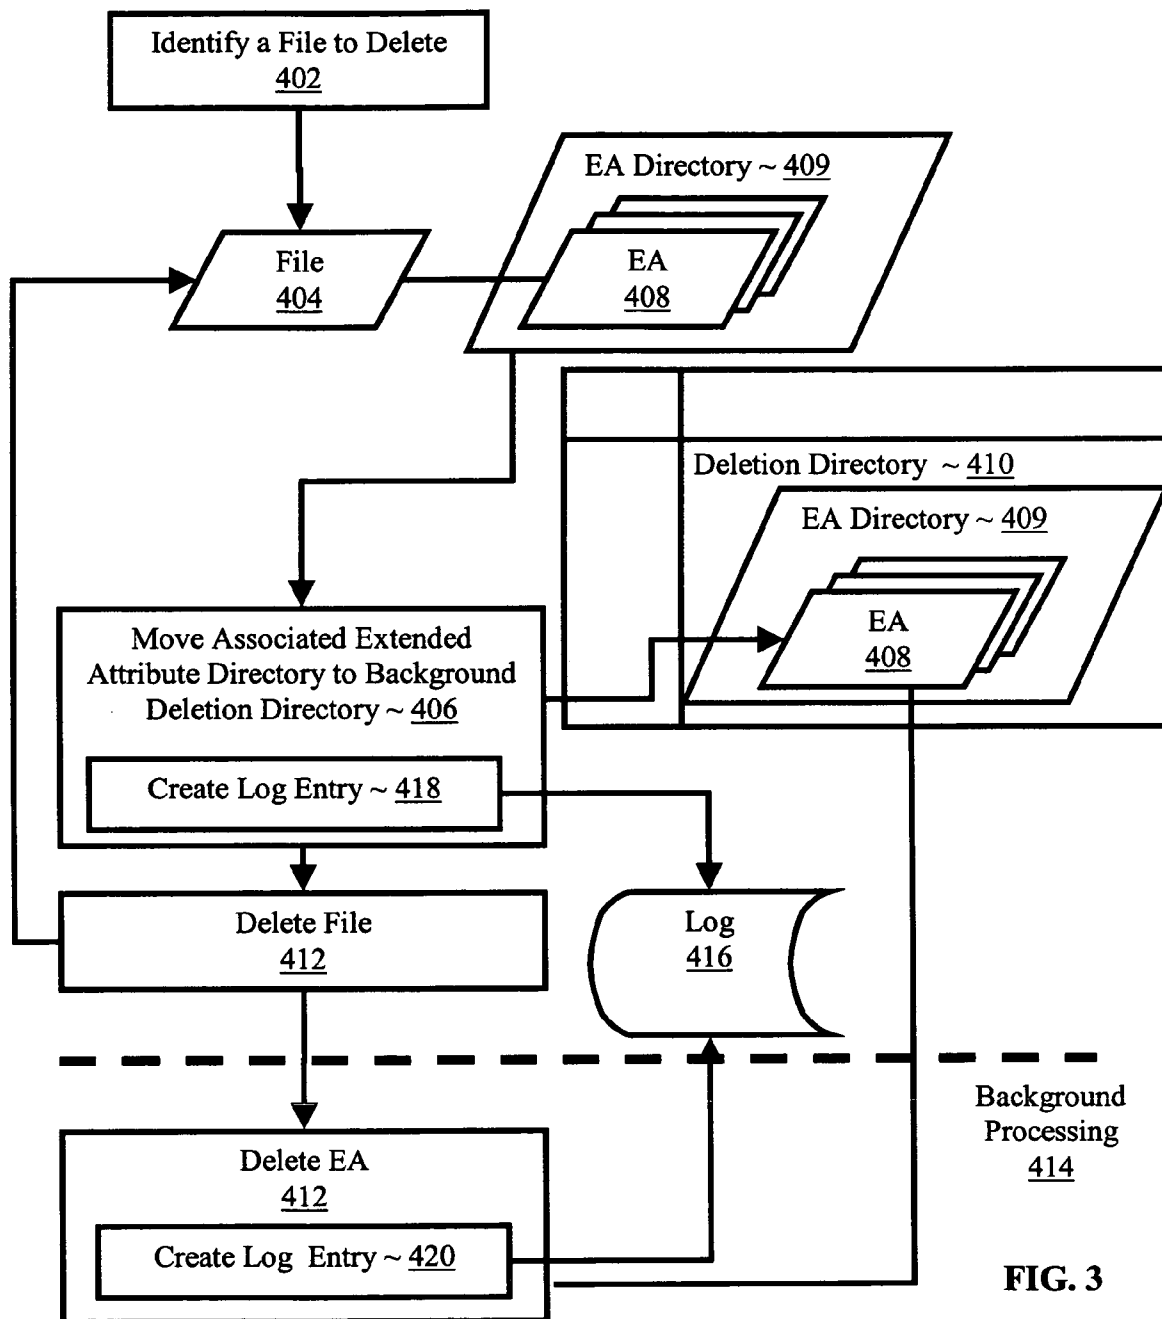 Identify a File to Delete
402
EA Directory ~ 409
File
404
EA
408
Deletion Directory ~ 410
EA Directory ~ 409
EA
408
Move Associated Extended
Attribute Directory to Background
Deletion Directory ~ 406
Create Log Entry ~ 418
Delete File
412
Log
416
Background
Processing
414
Delete EA
412
Create Log Entry ~ 420
FIG. 3